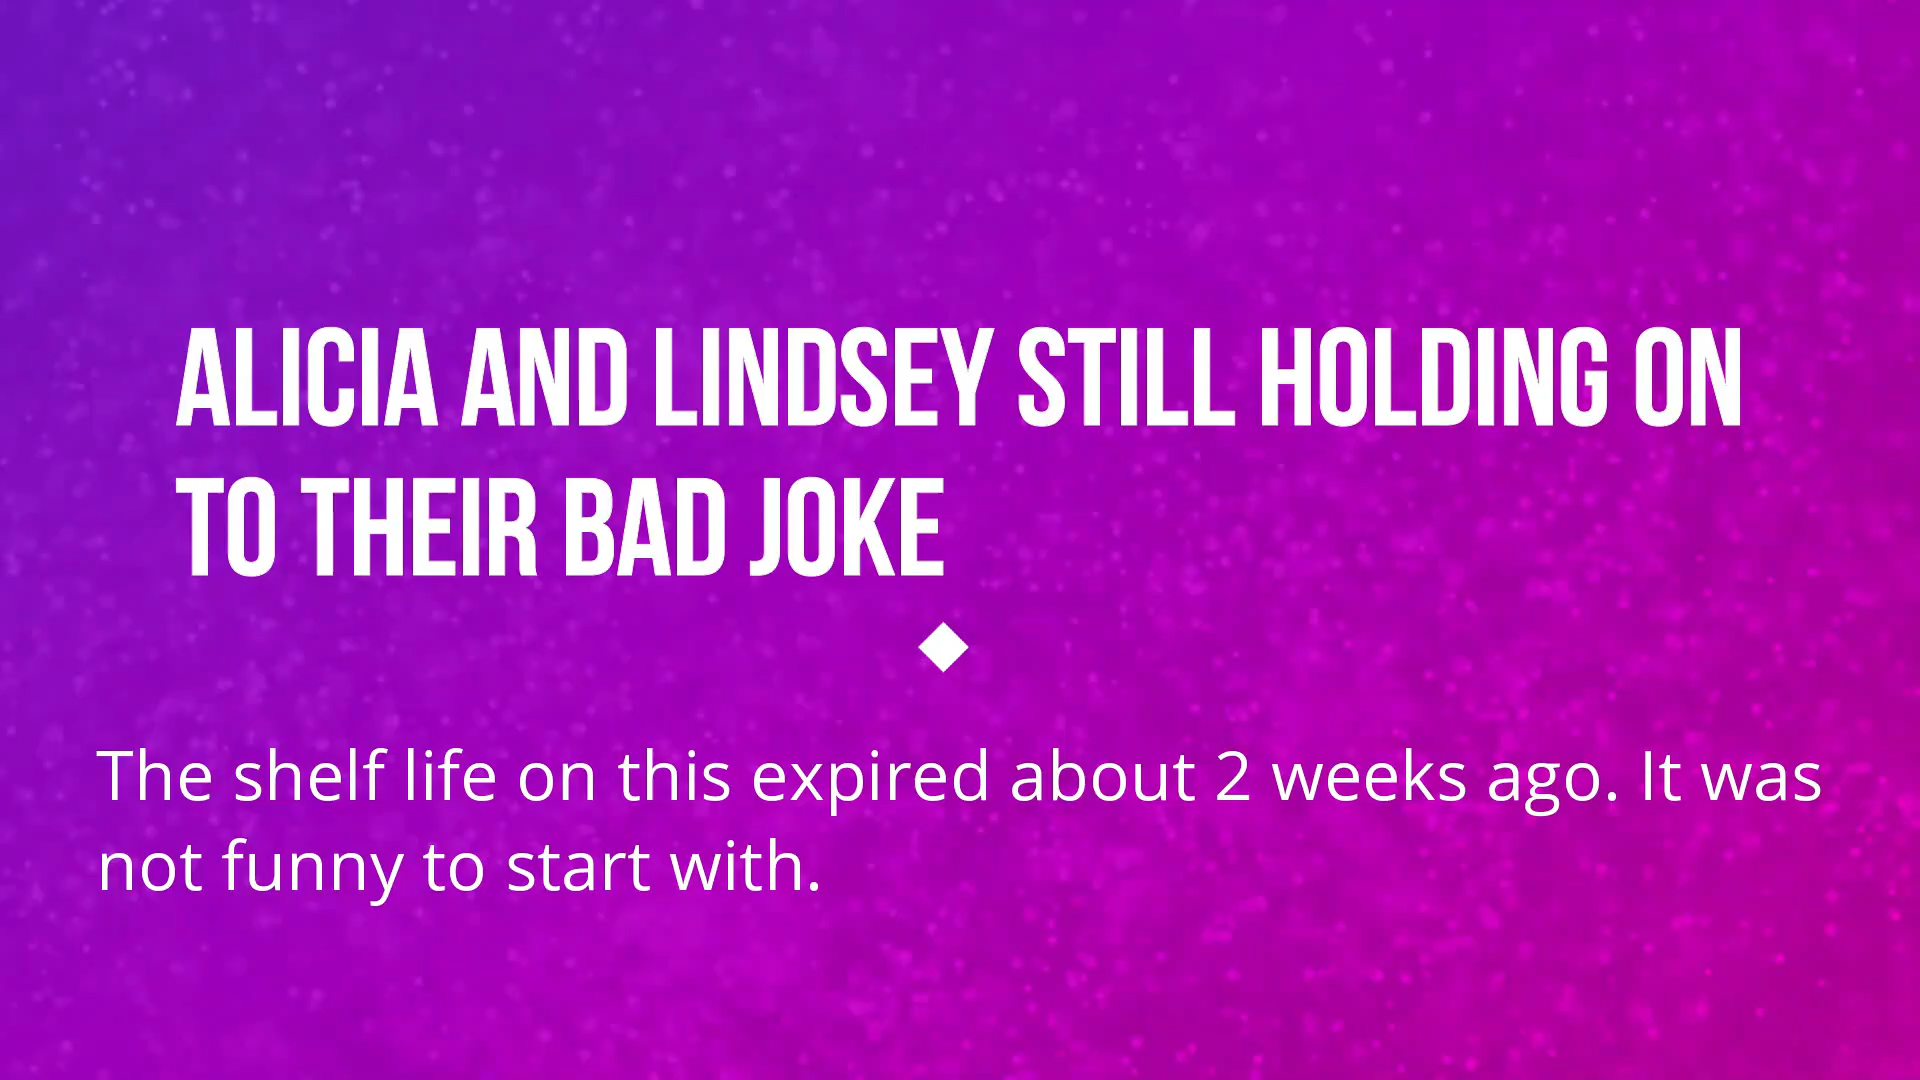 ALICIA AND LINDSEY STILL HOLDING ON
TO THEIR BAD JOKE
The shelf life on this expired about 2 weeks ago. It was
not funny to start with.